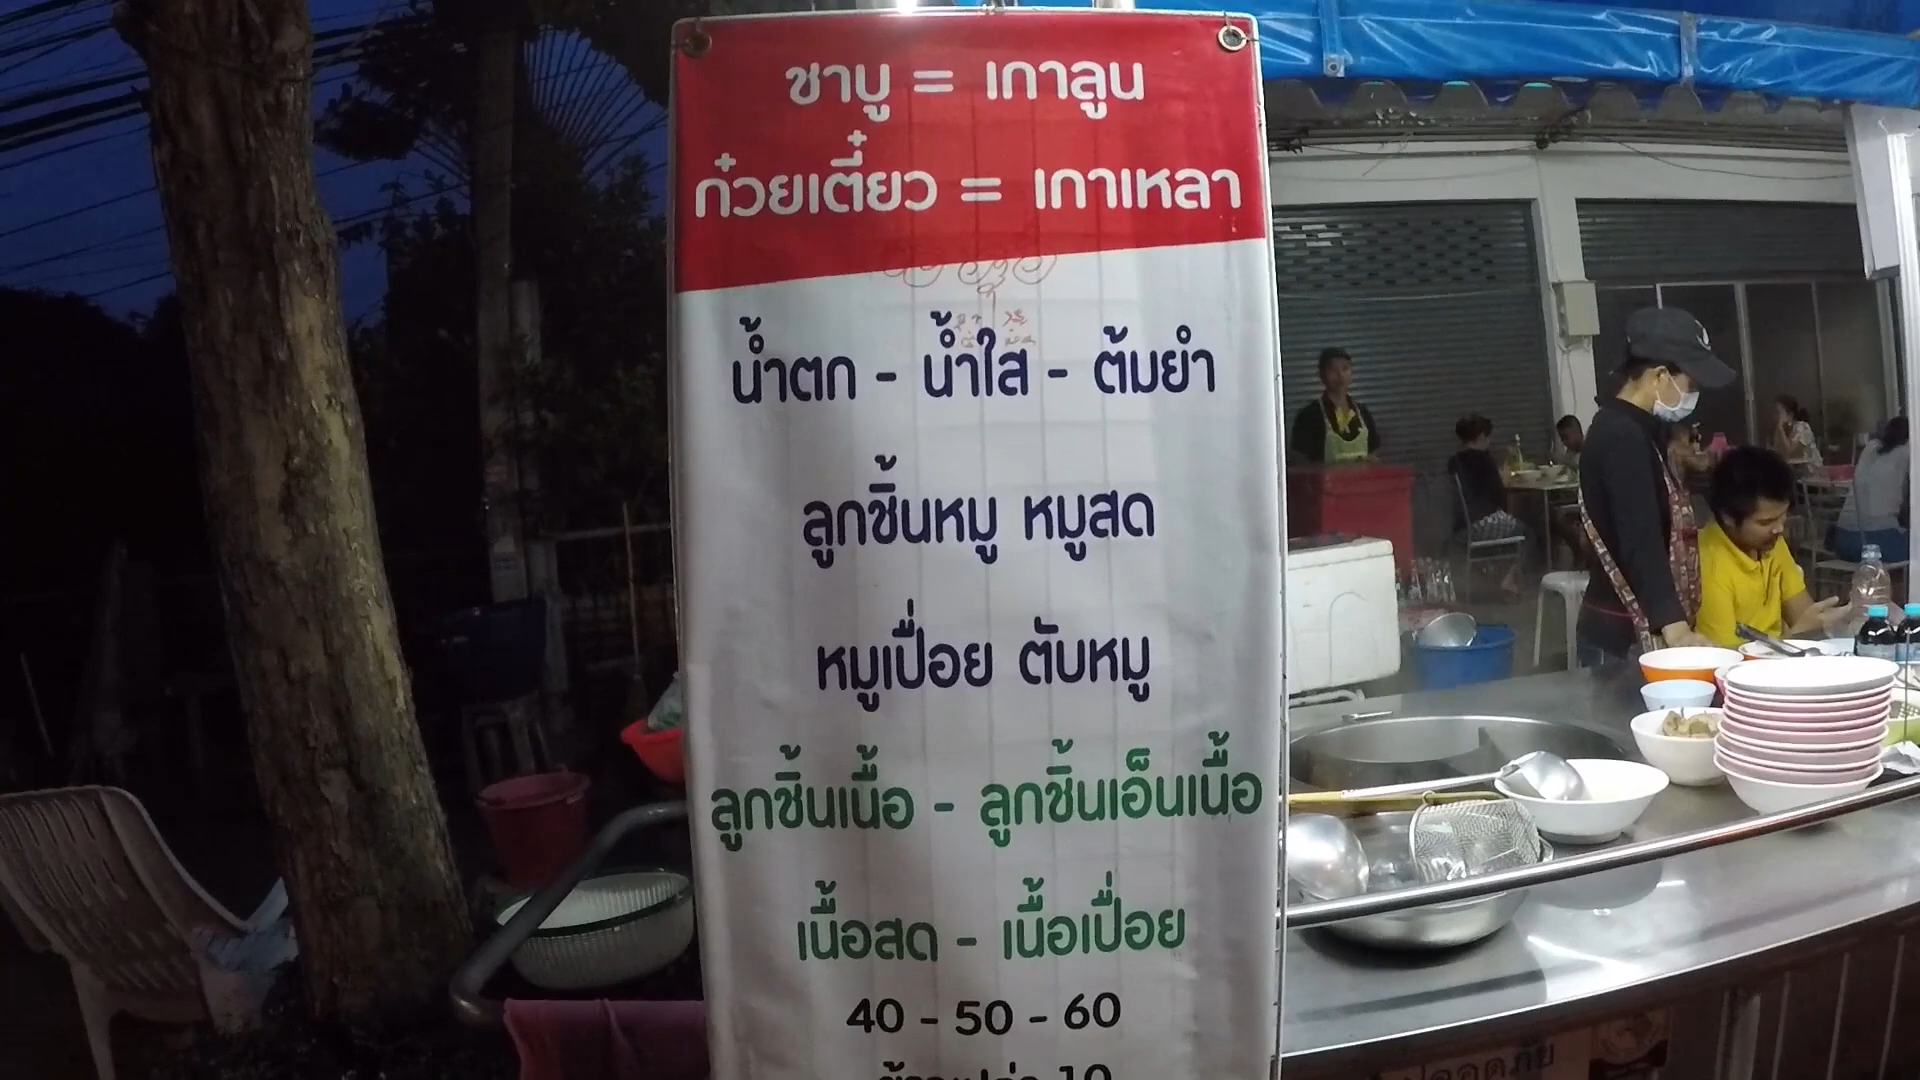 ชาบู = เกาลูน
ก๋วยเตี๋ยว = เกาเหลา
น้ำตก - น้ำใส - ต้มยำ
ลูกชิ้นหมู หมูสด
หมูเปื่อย ตับหมู
ลูกชิ้นเนื้อ - ลูกชิ้นเอ็นเนื้อ
เนื้อสด - เนื้อเปื่อย
40 - 50 - 60
10